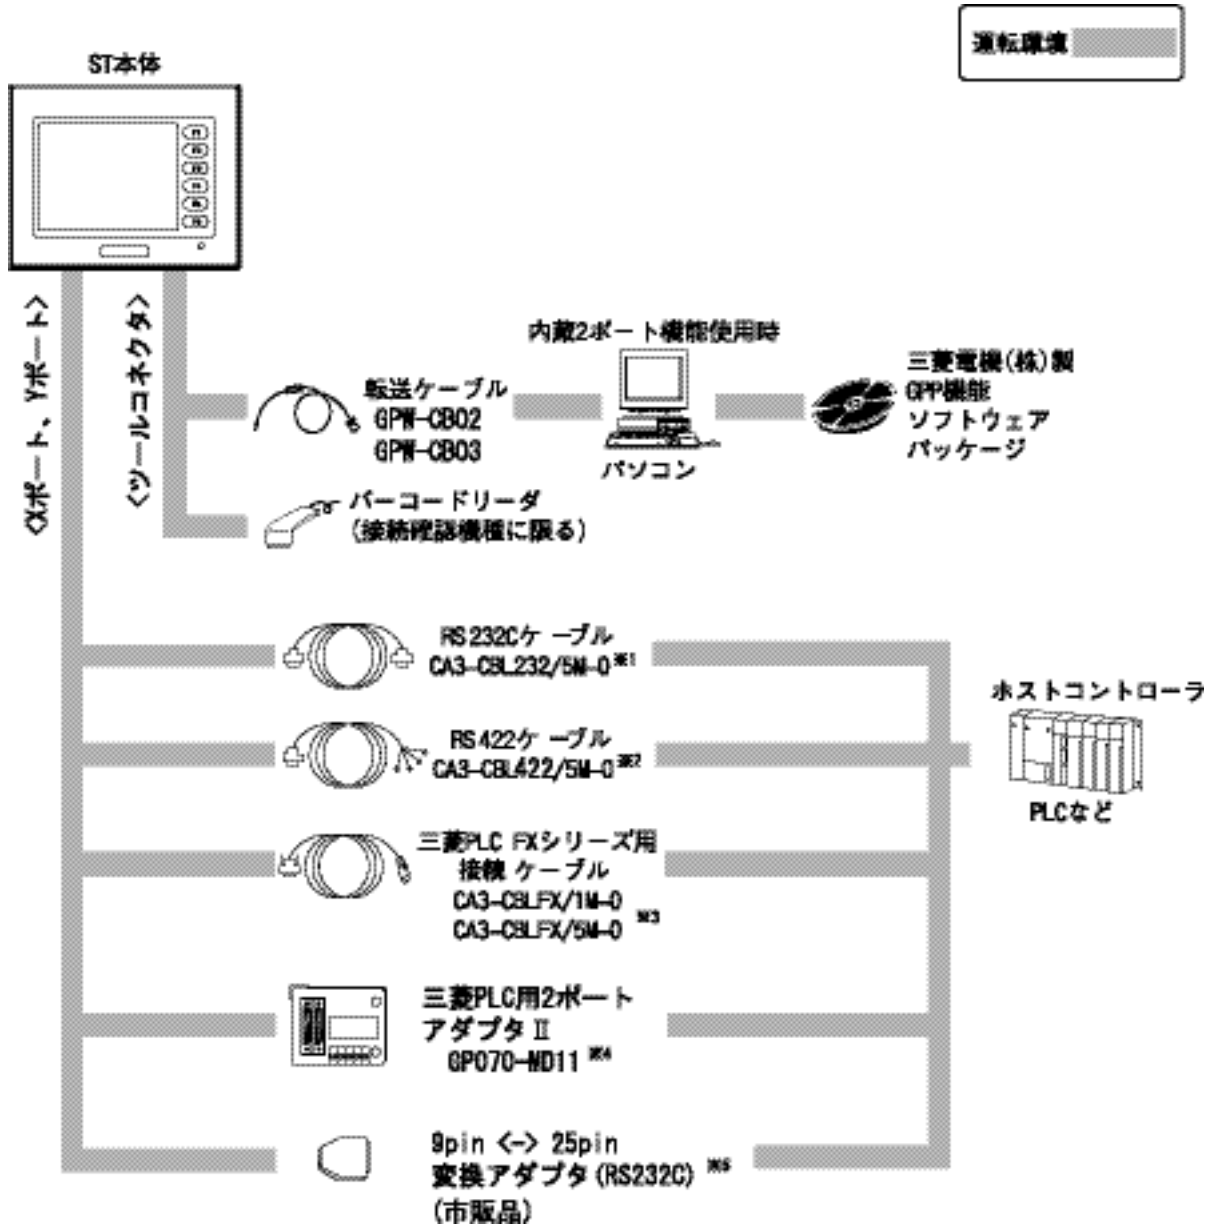 運転環境
ST本体
<Xポート、Yポート>
<ツールコネクタ>
転送ケーブル
GPW-CB02
GPW-CB03
内蔵2ポート機能使用時
パソコン
三菱電機(株)製
GPP機能
ソフトウェア
パッケージ
バーコードリーダ
(接続確認機種に限る)
RS232Cケーブル
CA3-CBL232/5M-0 ※1
RS422ケーブル
CA3-CBL422/5M-0 ※2
三菱PLC FXシリーズ用
接続ケーブル
CA3-CBLFX/1M-0
CA3-CBLFX/5M-0 ※3
三菱PLC用2ポート
アダプタⅡ
GP070-MD11 ※4
9pin <-> 25pin
変換アダプタ(RS232C) ※5
(市販品)
ホストコントローラ
PLCなど